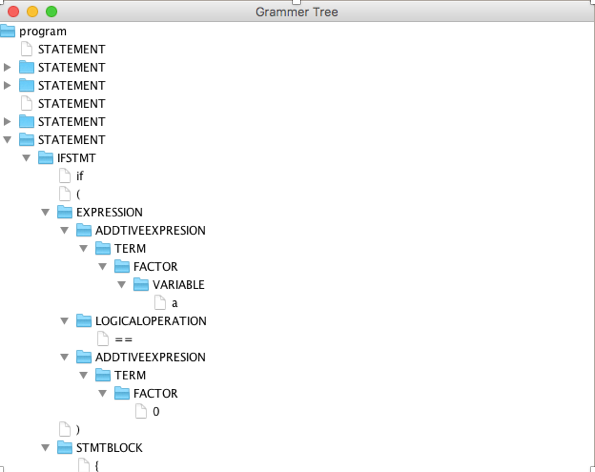 Grammer Tree
program
STATEMENT
STATEMENT
STATEMENT
STATEMENT
STATEMENT
STATEMENT
IFSTMT
if
(
EXPRESSION
ADDTIVEEXPRESION
TERM
FACTOR
VARIABLE
a
LOGICALOPERATION
==
ADDTIVEEXPRESION
TERM
FACTOR
0
)
STMTBLOCK
{